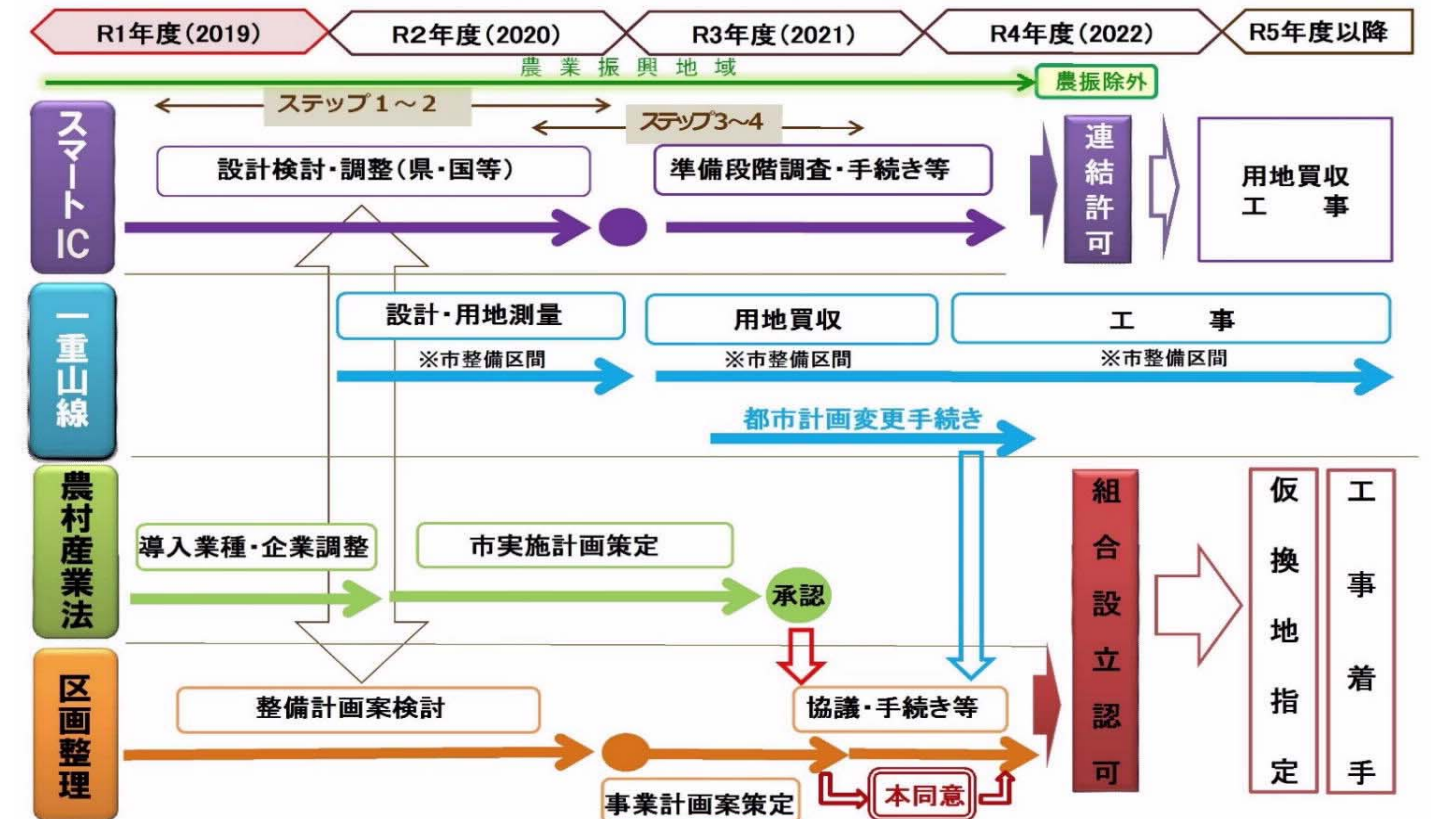 R1年度(2019)
R2年度(2020)
R3年度(2021)
R4年度(2022)
R5年度以降
農業振興地域
農振除外
スマートIC
ステップ1~2
ステップ3~4
設計検討・調整(県・国等)
準備段階調査・手続き等
連結許可
用地買収
工事
一重山線
設計・用地測量
※市整備区間
用地買収
※市整備区間
工事
※市整備区間
都市計画変更手続き
農村産業法
導入業種・企業調整
市実施計画策定
承認
組合設立認可
仮換地指定
工事着手
区画整理
整備計画案検討
協議・手続き等
事業計画案策定
本同意